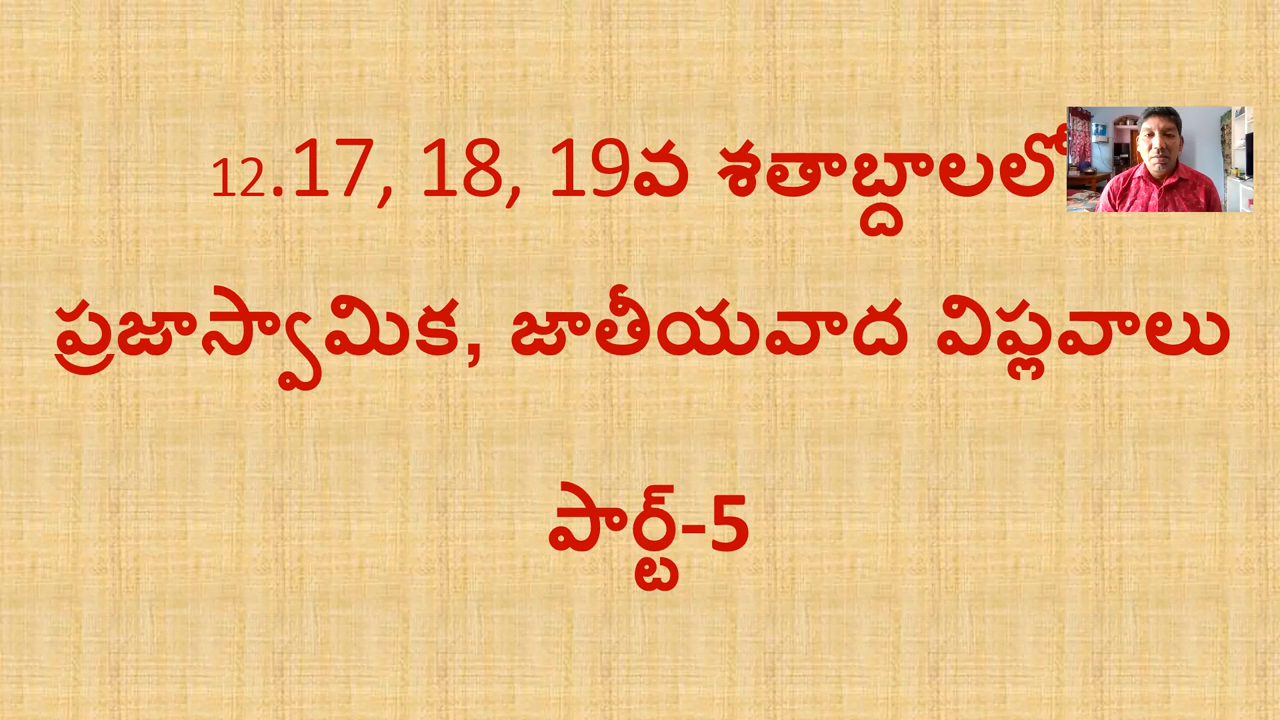 12.17, 18, 19వ శతాబ్దాలలో
ప్రజాస్వామిక, జాతీయవాద విప్లవాలు
పార్ట్-5